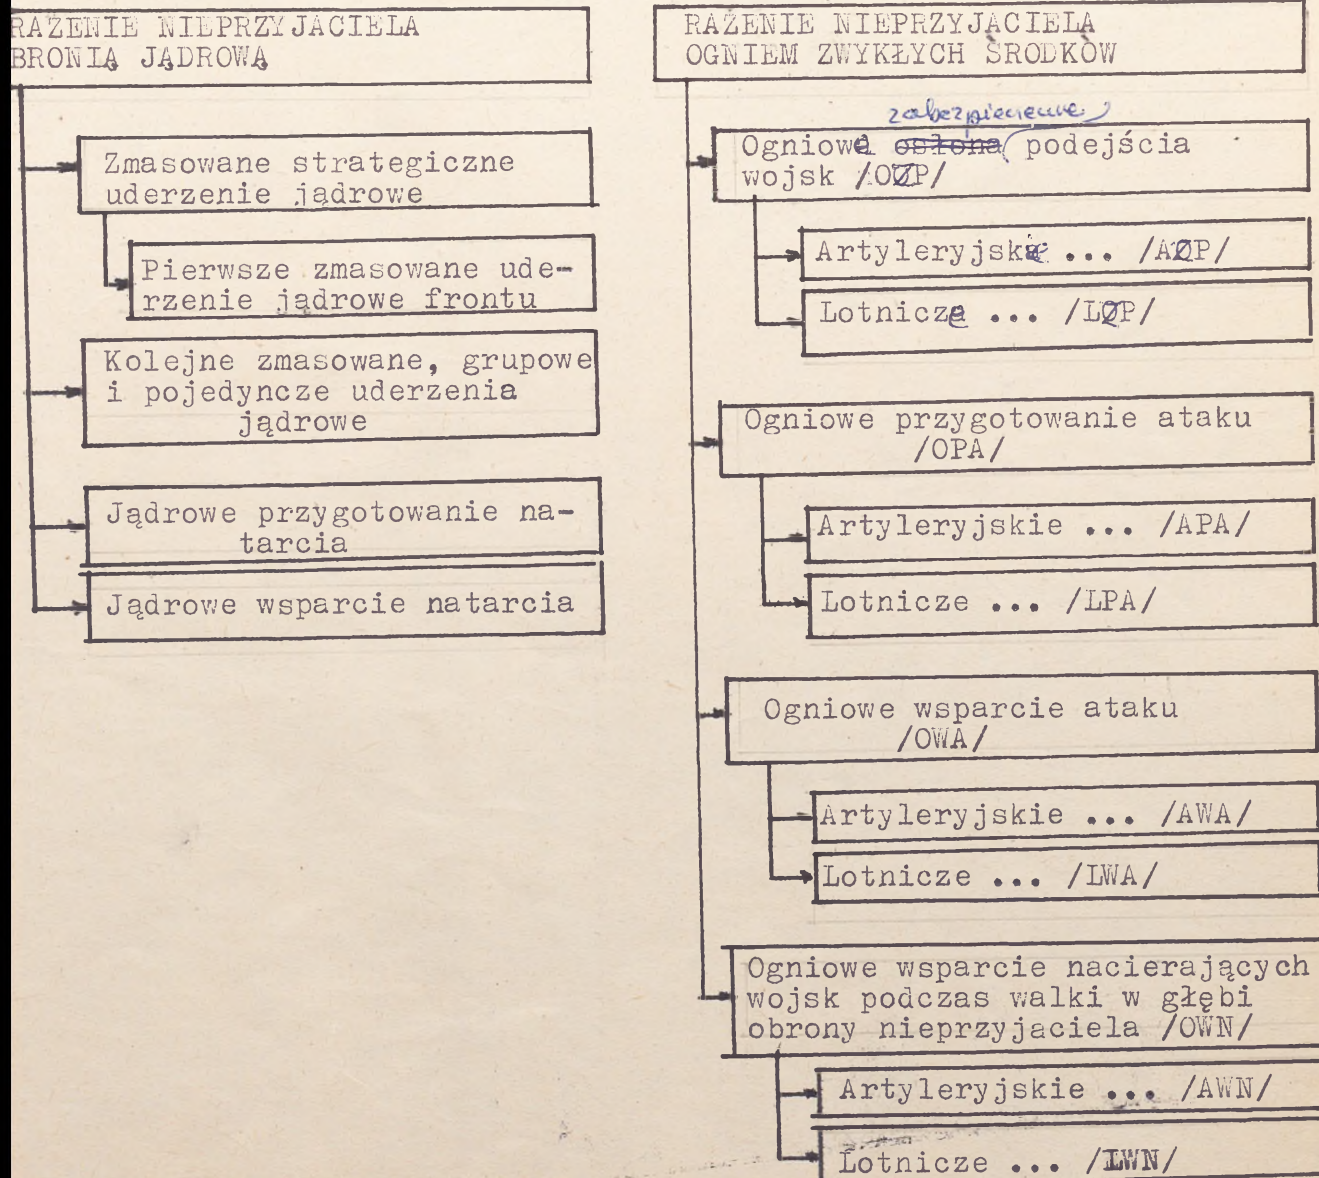 RAŻENIE NIEPRZYJACIELA
BRONIĄ JĄDROWĄ
Zmasowane strategiczne
uderzenie jądrowe
Pierwsze zmasowane ude-
rzenie jądrowe frontu
Kolejne zmasowane, grupowe
i pojedyncze uderzenia
jądrowe
Jądrowe przygotowanie na-
tarcia
Jądrowe wsparcie natarcia
RAŻENIE NIEPRZYJACIELA
OGNIEM ZWYKŁYCH ŚRODKÓW
zabezpieczenie
Ogniowe osłona podejścia
wojsk /OZP/
Artyleryjskie ... /AZP/
Lotnicze ... /LZP/
Ogniowe przygotowanie ataku
/OPA/
Artyleryjskie ... /APA/
Lotnicze ... /LPA/
Ogniowe wsparcie ataku
/OWA/
Artyleryjskie ... /AWA/
Lotnicze ... /LWA/
Ogniowe wsparcie nacierających
wojsk podczas walki w głębi
obrony nieprzyjaciela /OWN/
Artyleryjskie ... /AWN/
Lotnicze ... /LWN/